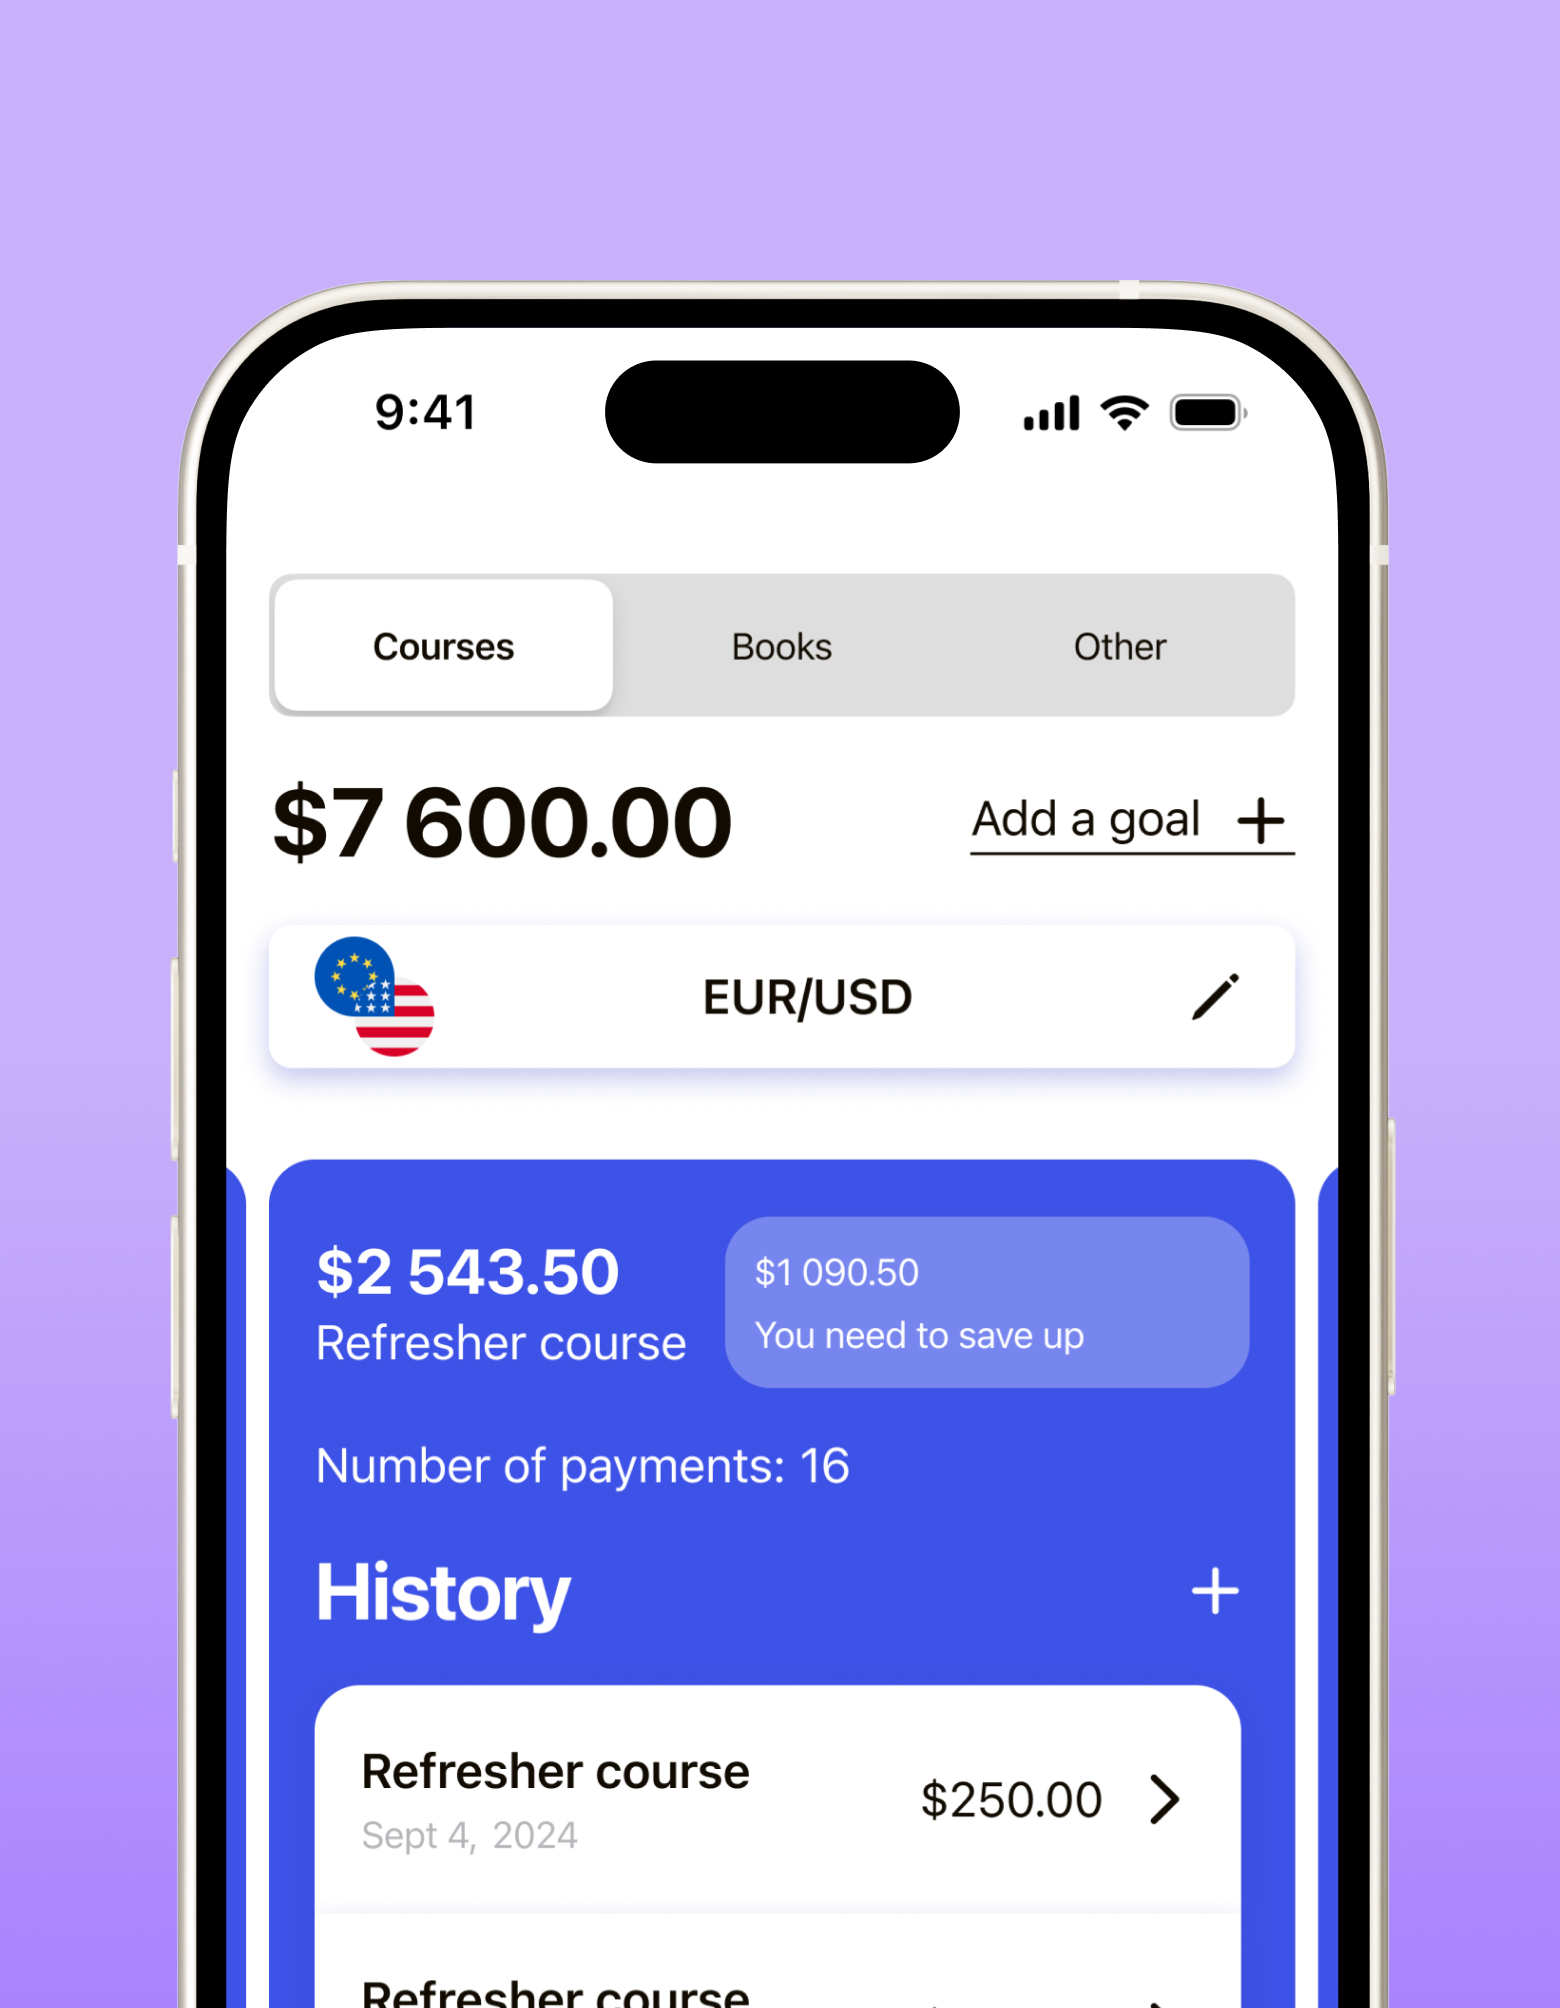 9:41
Courses Books Other
$7 600.00 Add a goal +
EUR/USD
$2 543.50
Refresher course
$1 090.50
You need to save up
Number of payments: 16
History +
Refresher course
Sept 4, 2024
$250.00
Refresher course